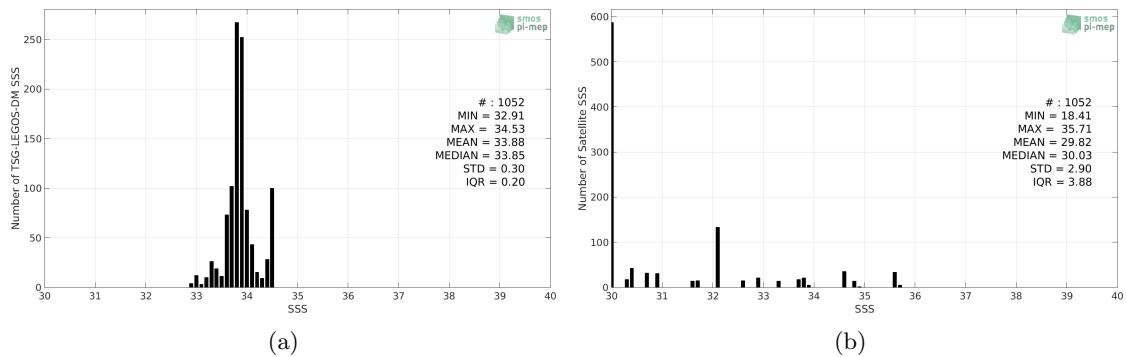 smos
pi-mep
Number of TSG-LEGOS-DM SSS
250
200
150
100
50
0
# : 1052
MIN = 32.91
MAX = 34.53
MEAN = 33.88
MEDIAN = 33.85
STD = 0.30
IQR = 0.20
30 31 32 33 34 35 36 37 38 39 40
SSS
(a)
smos
pi-mep
Number of Satellite SSS
600
500
400
300
200
100
0
# : 1052
MIN = 18.41
MAX = 35.71
MEAN = 29.82
MEDIAN = 30.03
STD = 2.90
IQR = 3.88
30 31 32 33 34 35 36 37 38 39 40
SSS
(b)